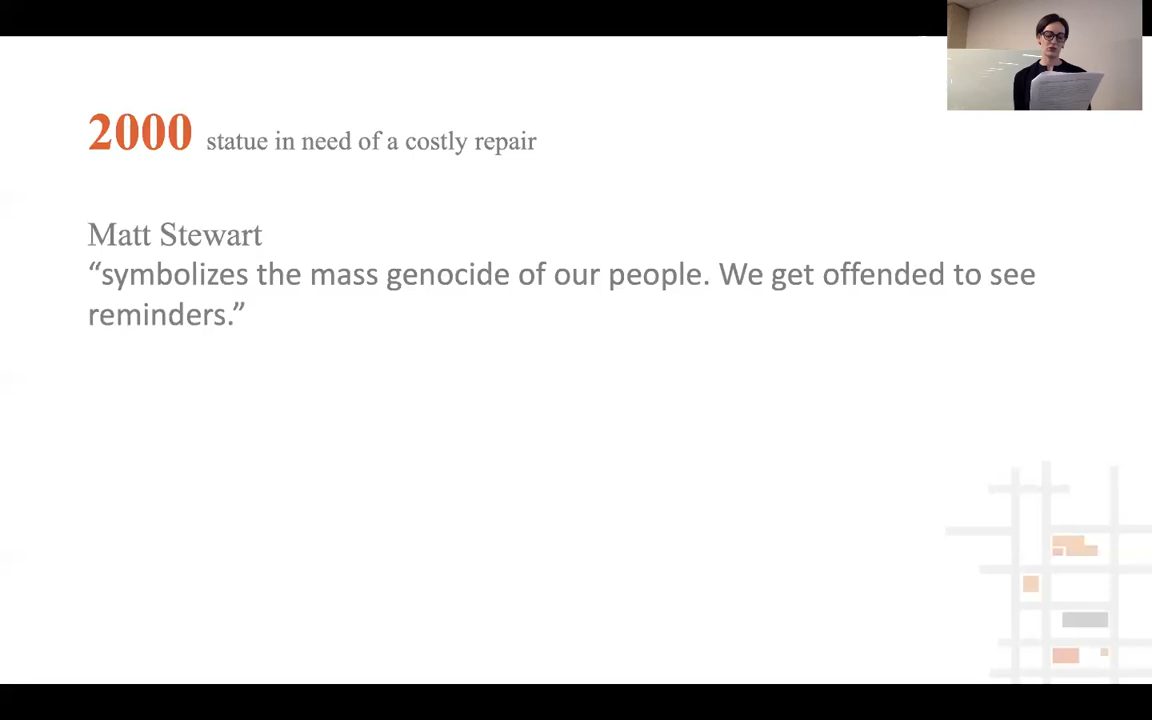 2000 statue in need of a costly repair
Matt Stewart
“symbolizes the mass genocide of our people. We get offended to see
reminders.”